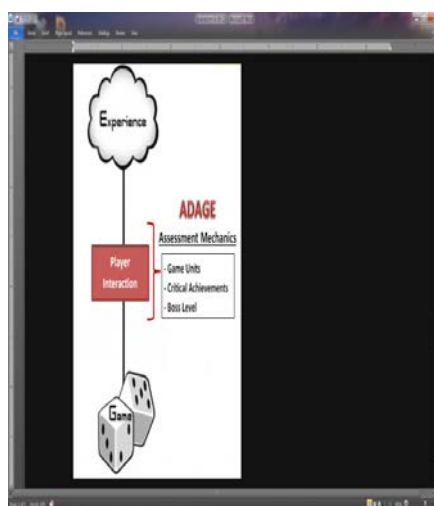 Experience
ADAGE
Assessment Mechanics
Player
Interaction
- Game Units
- Critical Achievements
- Boss Level
Game